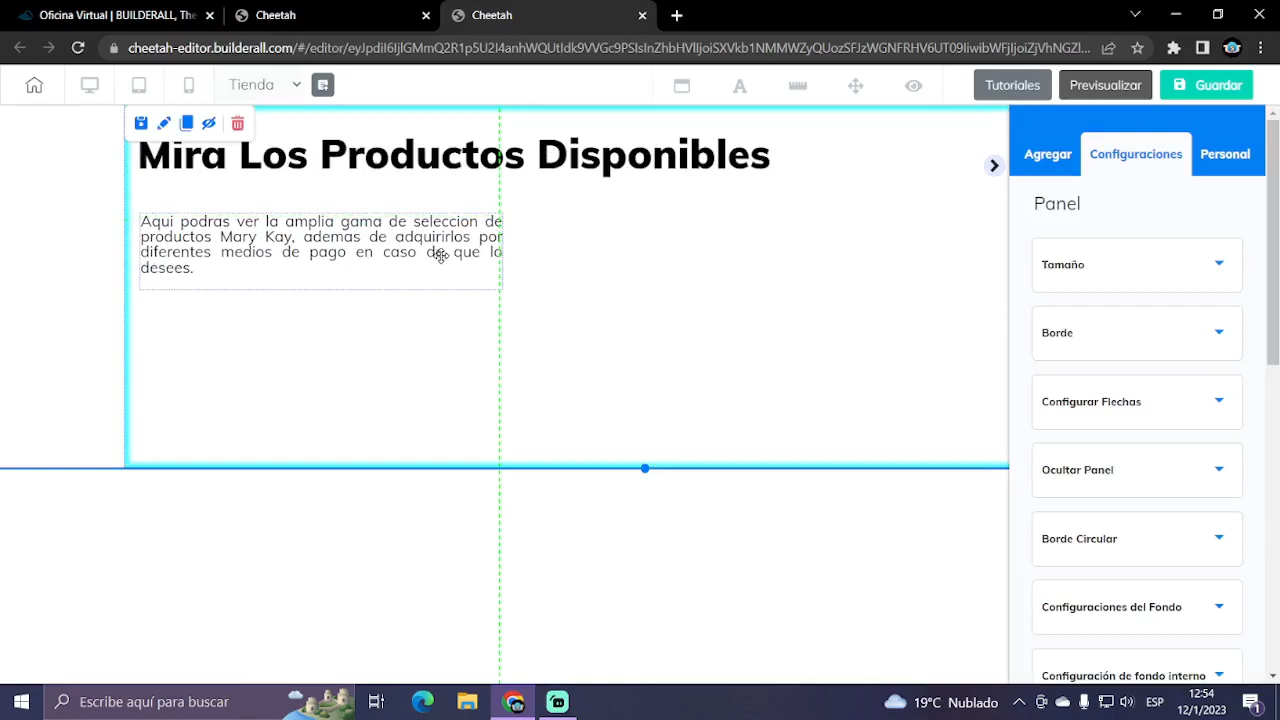 Oficina Virtual | BUILDERALL, The
Cheetah
Cheetah
cheetah-editor.builderall.com/#/editor/
Tienda
Tutoriales
Previsualizar
Guardar
Mira Los Productos Disponibles
Aqui podras ver la amplia gama de seleccion de
productos Mary Kay, ademas de adquirirlos por
diferentes medios de pago en caso de que lo
desees.
Agregar
Configuraciones
Personal
Panel
Tamaño
Borde
Configurar Flechas
Ocultar Panel
Borde Circular
Configuraciones del Fondo
Configuración de fondo interno
Escribe aquí para buscar
19°C Nublado
ESP
12:54
12/1/2023
1